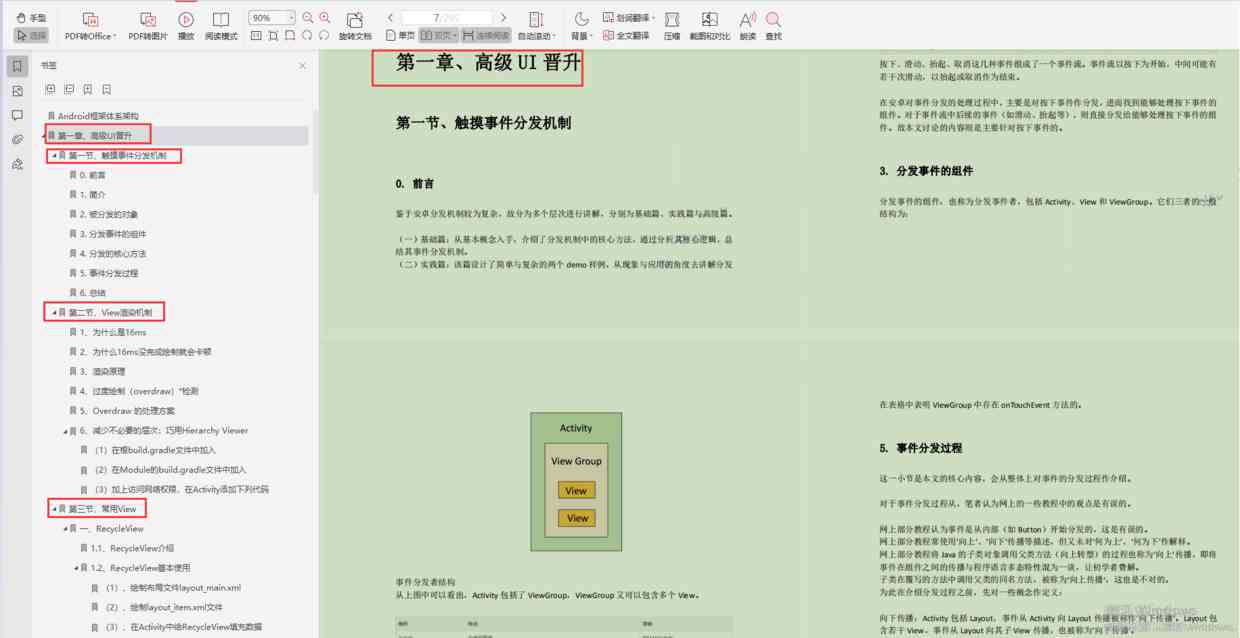 手型
选择
PDF转Office
PDF转图片
播放
阅读模式
90%
旋转文档
7/
单页
双页
连续阅读
自动滚动
背景
划词翻译
全文翻译
压缩
截图和对比
朗读
查找
书签
Android框架体系架构
第一章、高级UI晋升
第一节、触摸事件分发机制
0. 前言
1. 简介
2. 被分发的对象
3. 分发事件的组件
4. 分发的核心方法
5. 事件分发过程
6. 总结
第二节、View渲染机制
1、为什么是16ms
2、为什么16ms没完成绘制就会卡顿
3、渲染原理
4、过度绘制（overdraw）*检测
5、Overdraw 的处理方案
6、减少不必要的层次：巧用Hierarchy Viewer
（1）在根build.gradle文件中加入
（2）在Module的build.gradle文件中加入
（3）加上访问网络权限，在Activity添加下列代码
第三节、常用View
一、RecycleView
1.1、RecycleView介绍
1.2、RecycleView基本使用
（1）、绘制布局文件layout_main.xml
（2）、绘制layout_item.xml文件
（3）、在Activity中给RecycleView填充数据
第一章、高级 UI 晋升
第一节、触摸事件分发机制
0. 前言
鉴于安卓分发机制较为复杂，故分为多个层次进行讲解，分别为基础篇、实践篇与高级篇。
（一）基础篇：从基本概念入手，介绍了分发机制中的核心方法，通过分析其核心逻辑，总
结其事件分发机制。
（二）实践篇：该篇设计了简单与复杂的两个 demo 样例，从现象与应用的角度去讲解分发
按下、滑动、抬起、取消这几种事件组成了一个事件流。事件流以按下为开始，中间可能有
若干次滑动，以抬起或取消作为结束。
在安卓对事件分发的处理过程中，主要是对按下事件作分发，进而找到能够处理按下事件的
组件。对于事件流中后续的事件（如滑动、抬起等），则直接分发给能够处理按下事件的组
件。故本文讨论的内容则是主要针对按下事件的。
3. 分发事件的组件
分发事件的组件，也称为分发事件者，包括 Activity、View 和 ViewGroup。它们三者的一般
结构为：
Activity
View Group
View
View
事件分发者结构
从上图中可以看出，Activity 包括了 ViewGroup，ViewGroup 又可以包含多个 View。
在表格中表明 ViewGroup 中存在 onTouchEvent 方法的。
5. 事件分发过程
这一小节是本文的核心内容，会从整体上对事件的分发过程作介绍。
对于事件分发过程从，笔者认为网上的一些教程中的观点是有误的。
网上部分教程认为事件是从内部（如 Button）开始分发的，这是有误的。
网上部分教程常使用'向上'、'向下'传播等描述，但又未对'何为上'、'何为下'作解释。
网上部分教程将 Java 的子类对象调用父类方法（向上转型）的过程也称为'向上'传播，即将
事件在组件之间的传播与程序语言多态特性混为一谈，让初学者费解。
子类在覆写的方法中调用父类的同名方法，被称为'向上传播'，这也是不对的。
为此在介绍分发过程之前，先对一些概念作定义：
向下传播，Activity 包括 Layout，事件从 Activity 向 Layout 传播被称作'向下传播'。Layout 包
含若干 View，事件从 Layout 向其子 View 传播，也被称为'向下传播'。